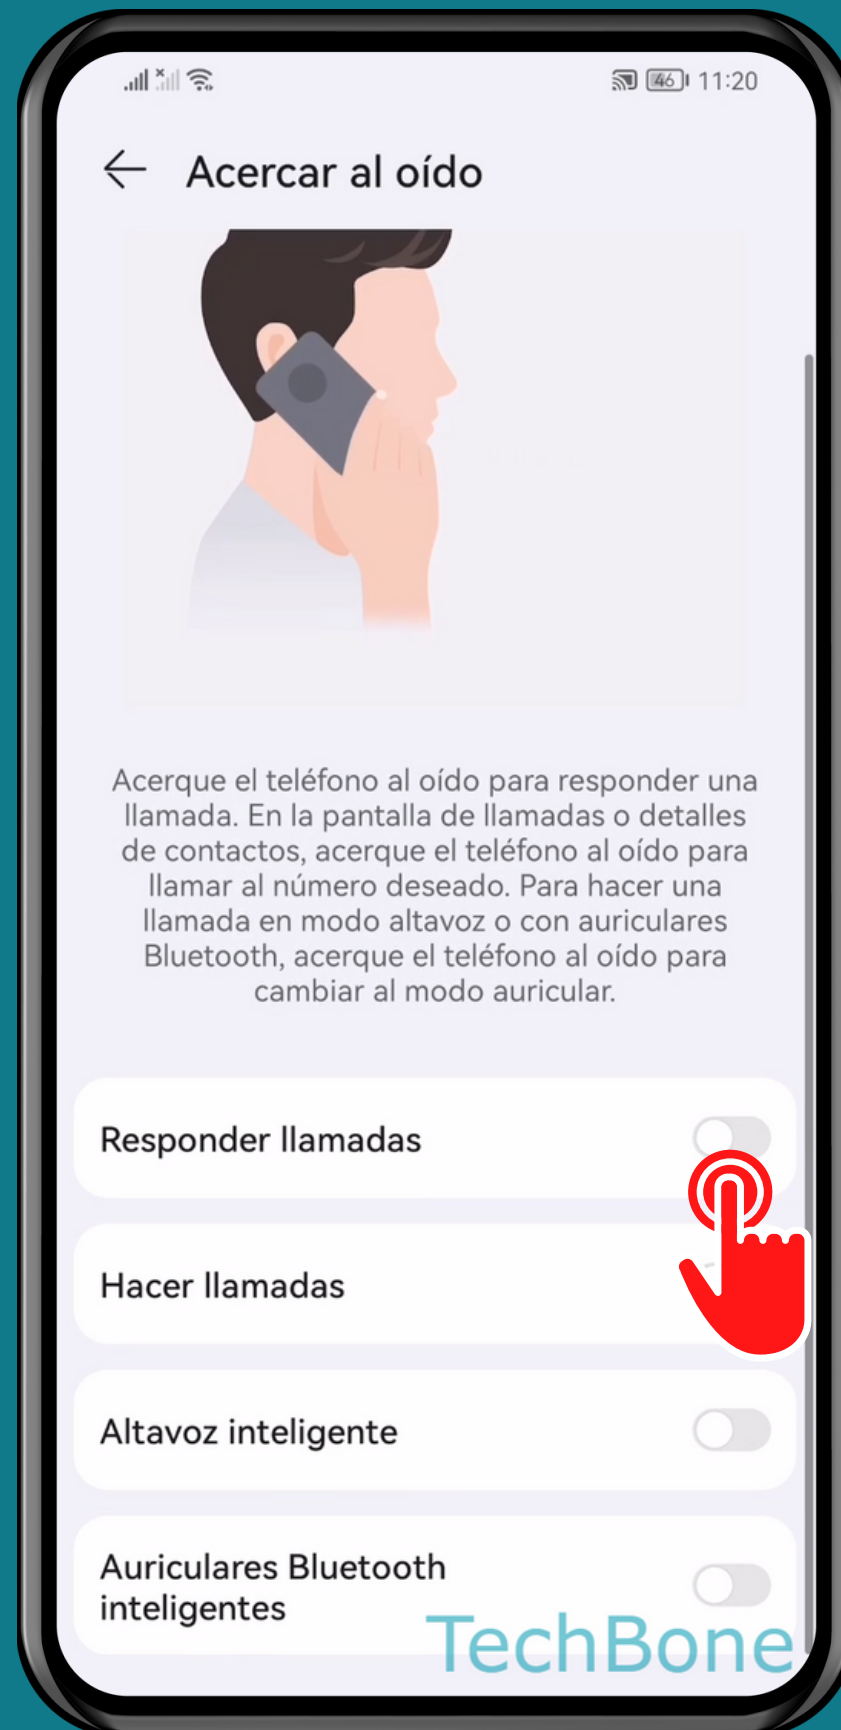 46 11:20
Acercar al oído
Acerque el teléfono al oído para responder una
llamada. En la pantalla de llamadas o detalles
de contactos, acerque el teléfono al oído para
llamar al número deseado. Para hacer una
llamada en modo altavoz o con auriculares
Bluetooth, acerque el teléfono al oído para
cambiar al modo auricular.
Responder llamadas
Hacer llamadas
Altavoz inteligente
Auriculares Bluetooth
inteligentes
TechBone